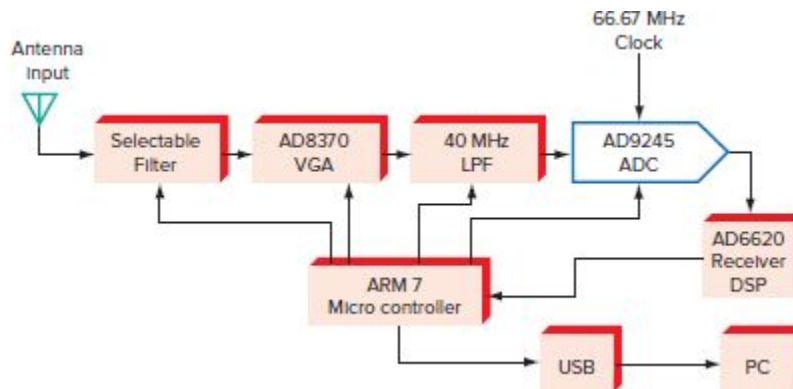 66.67 MHz
Clock
Antenna
Input
Selectable
Filter
AD8370
VGA
40 MHz
LPF
AD9245
ADC
AD6620
Receiver
DSP
ARM 7
Micro controller
USB
PC